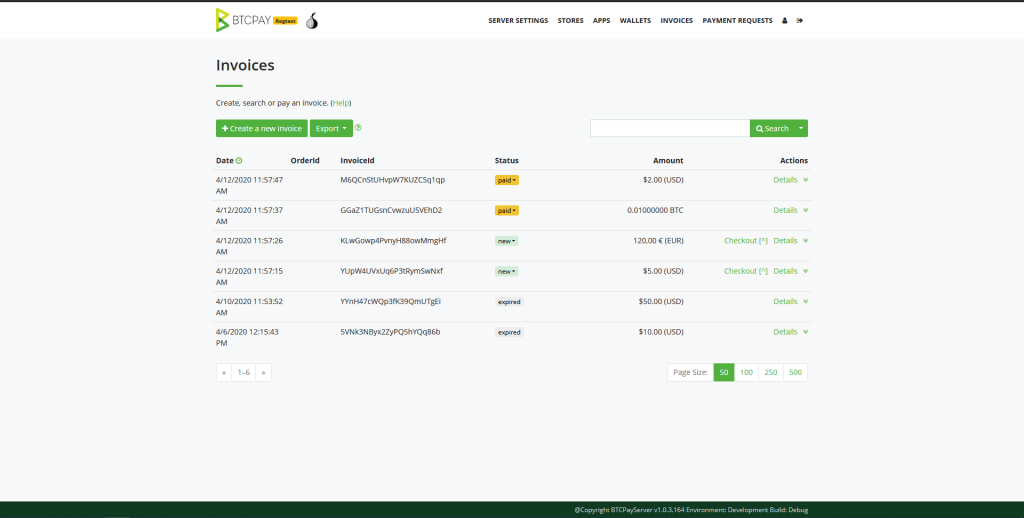 BTCPAY Regtest SERVER SETTINGS STORES APPS WALLETS INVOICES PAYMENT REQUESTS
Invoices
Create, search or pay an invoice. (Help)
Create a new invoice Export Search
Date OrderId InvoiceId Status Amount Actions
4/12/2020 11:57:47 M6QCnStUHvpW7KUZCSq1qp paid $2.00 (USD) Details
AM
4/12/2020 11:57:37 GGaZ1TUGsnCvwzuU5VEhD2 paid 0.01000000 BTC Details
AM
4/12/2020 11:57:26 KLwGowp4PvnyH88owMmgHf new 120,00 € (EUR) Checkout [^] Details
AM
4/12/2020 11:57:15 YUpW4UVxUq6P3tRymSwNxf new $5.00 (USD) Checkout [^] Details
AM
4/10/2020 11:53:52 YYnH47cWQp3fK39QmUTgEi expired $50.00 (USD) Details
AM
4/6/2020 12:15:43 5VNk3NByx2ZyPQ5hYQq86b expired $10.00 (USD) Details
PM
« 1–6 » Page Size: 50 100 250 500
@Copyright BTCPayServer v1.0.3.164 Environment: Development Build: Debug